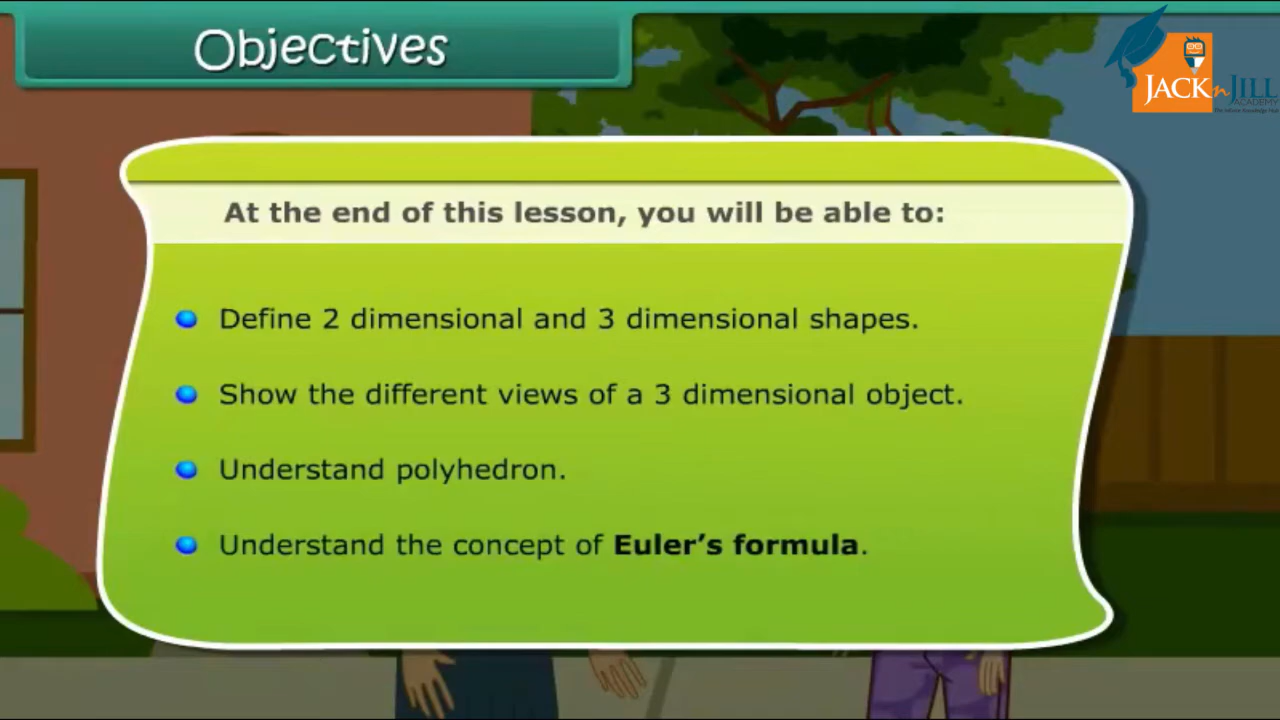 Objectives
JACK n JILL
ACADEMY
At the end of this lesson, you will be able to:
Define 2 dimensional and 3 dimensional shapes.
Show the different views of a 3 dimensional object.
Understand polyhedron.
Understand the concept of Euler's formula.